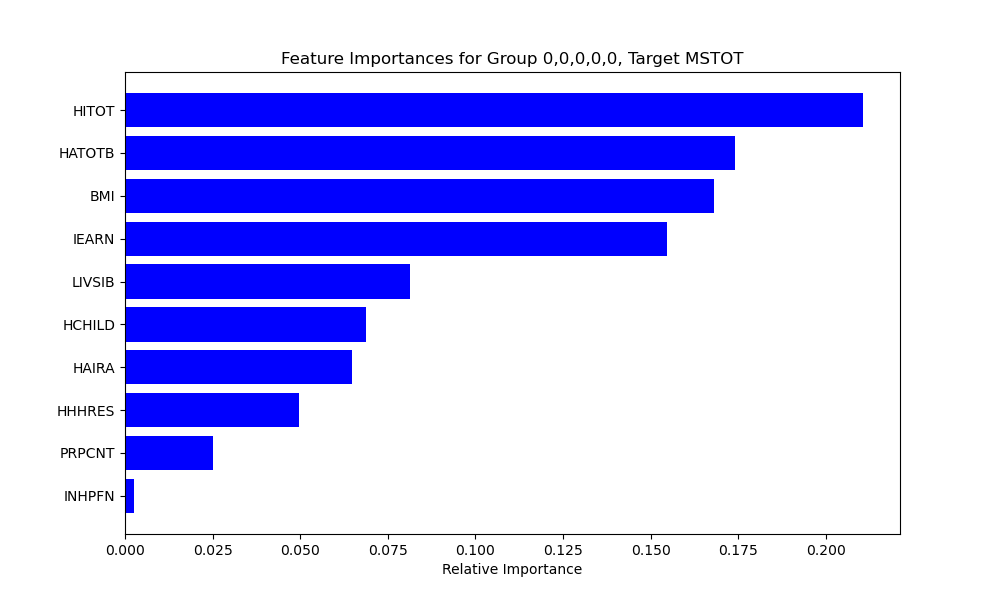 Feature Importances for Group 0,0,0,0,0, Target MSTOT
HITOT
HATOTB
BMI
IEARN
LIVSIB
HCHILD
HAIRA
HHHRES
PRPCNT
INHPFN
0.000 0.025 0.050 0.075 0.100 0.125 0.150 0.175 0.200
Relative Importance